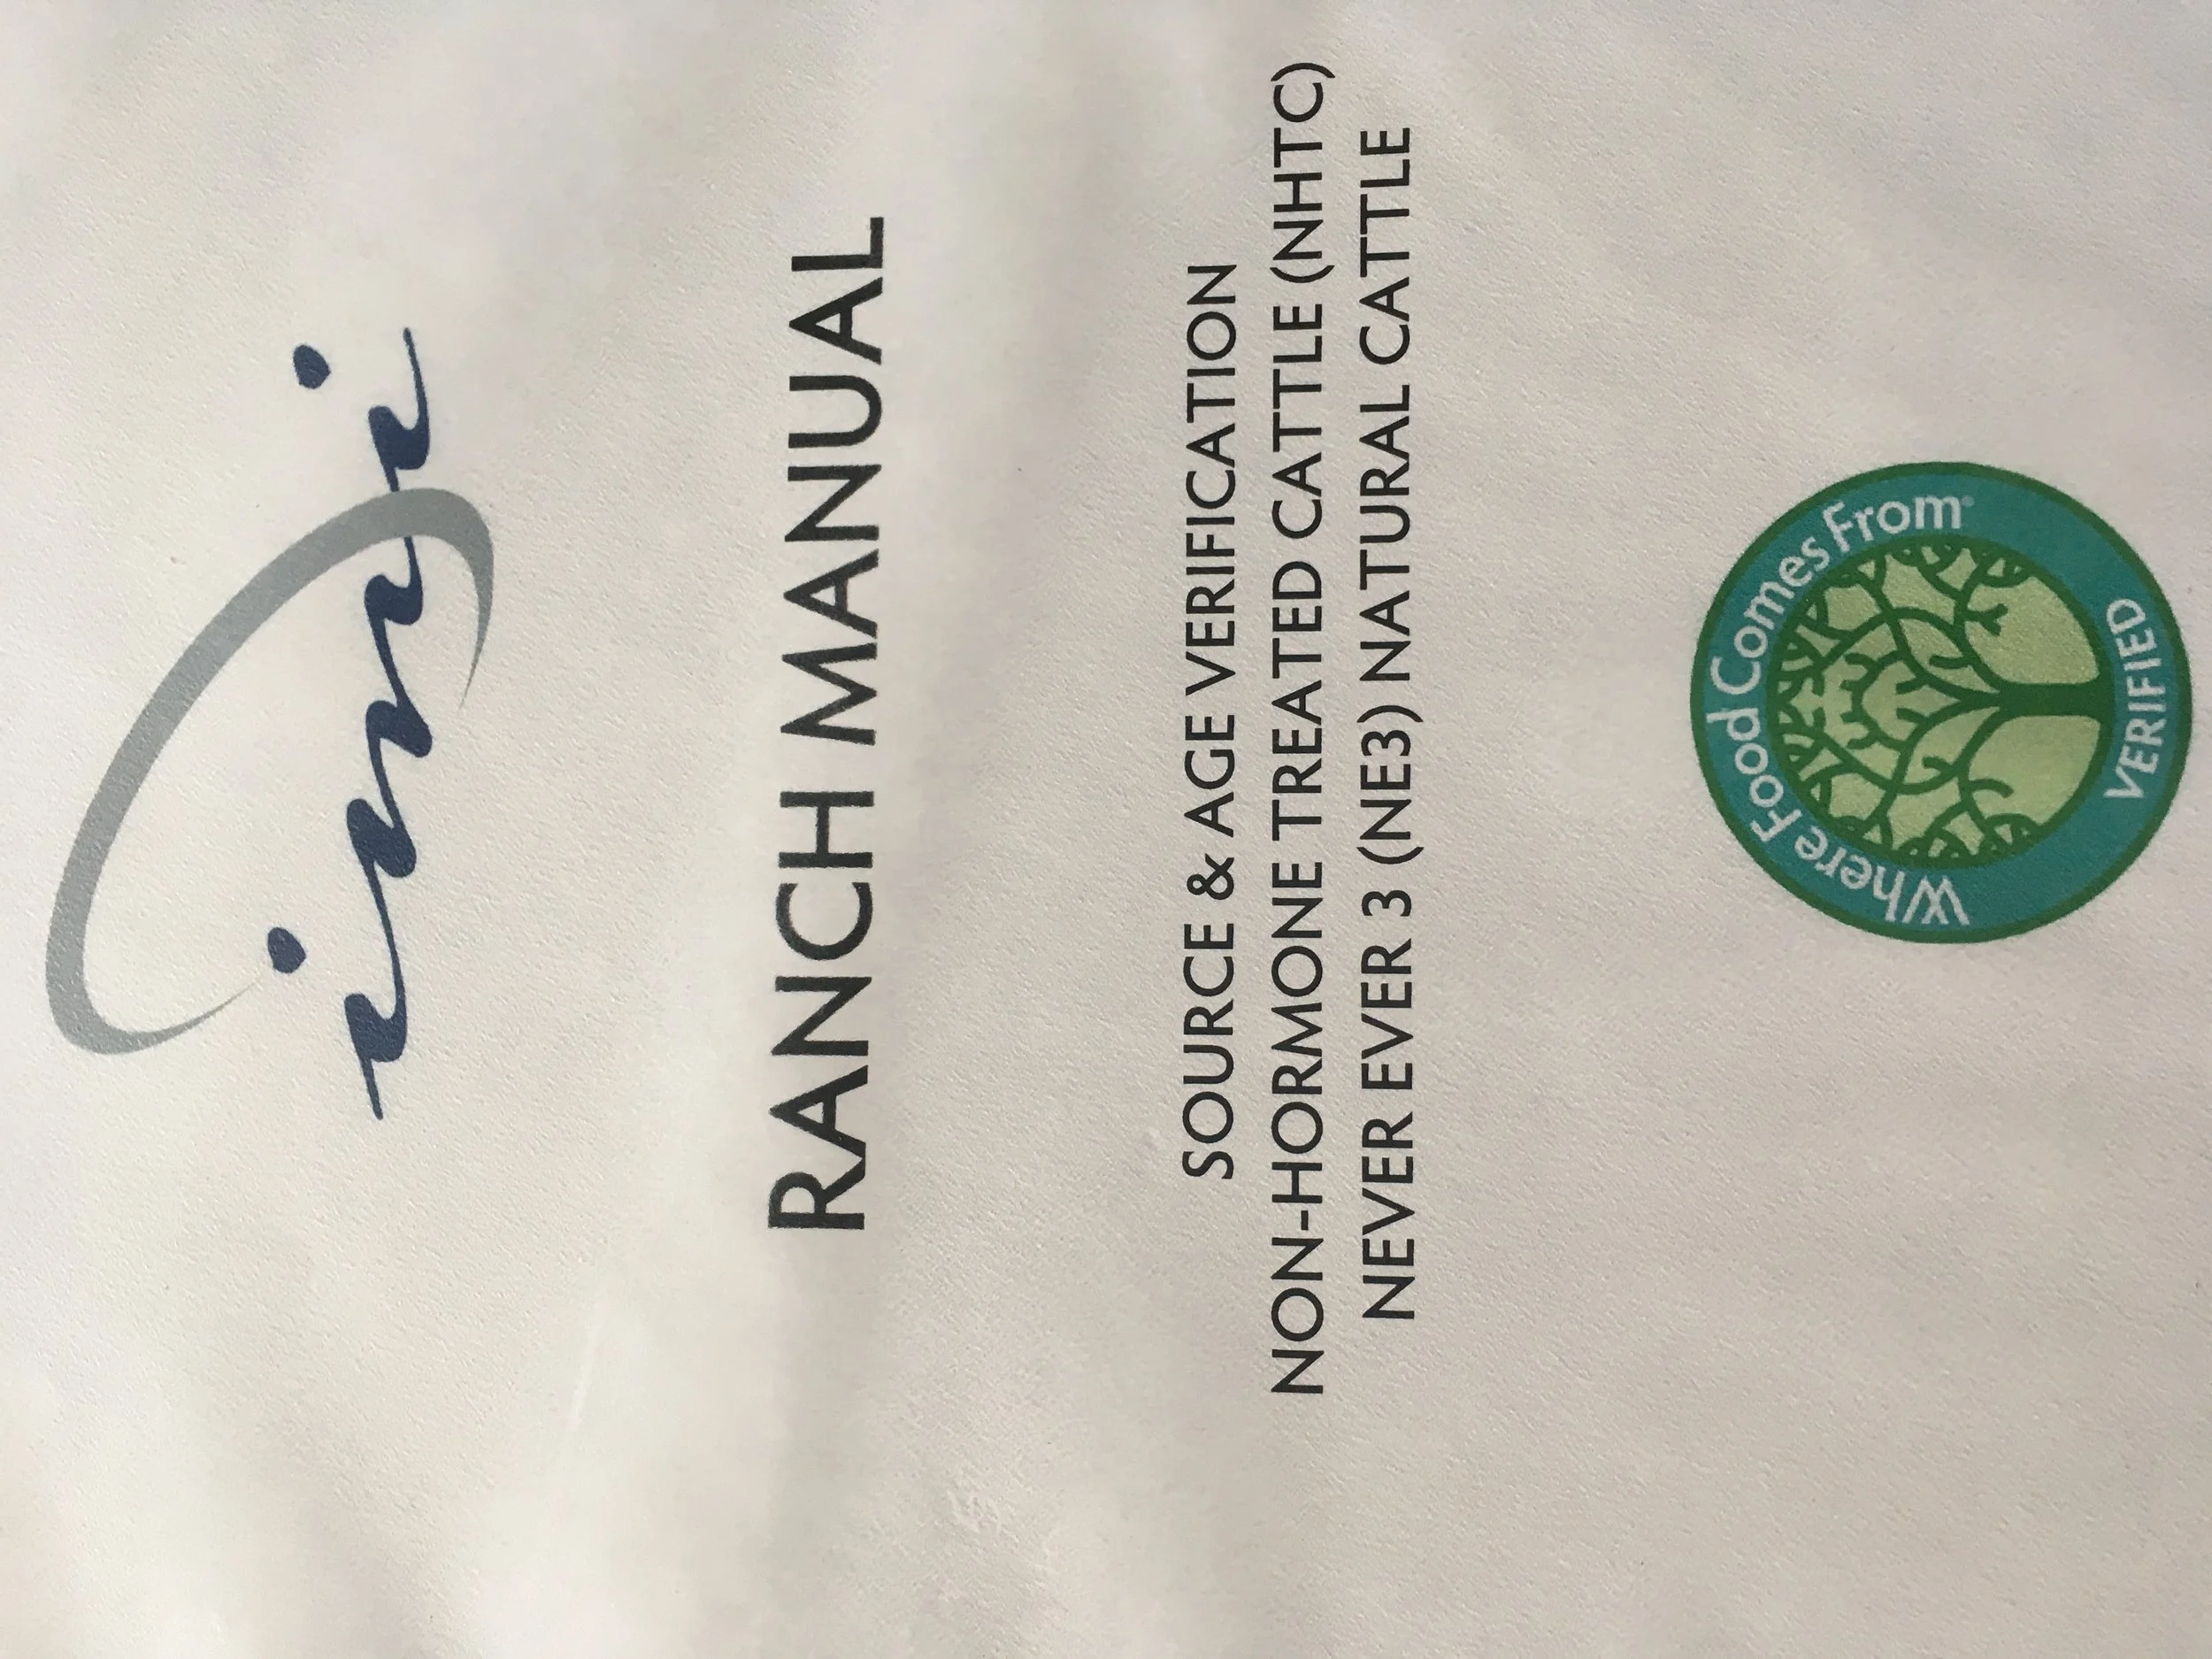 imi
RANCH MANUAL
SOURCE & AGE VERIFICATION
NON-HORMONE TREATED CATTLE (NHTC)
NEVER EVER 3 (NE3) NATURAL CATTLE
Where Food Comes From®
VERIFIED